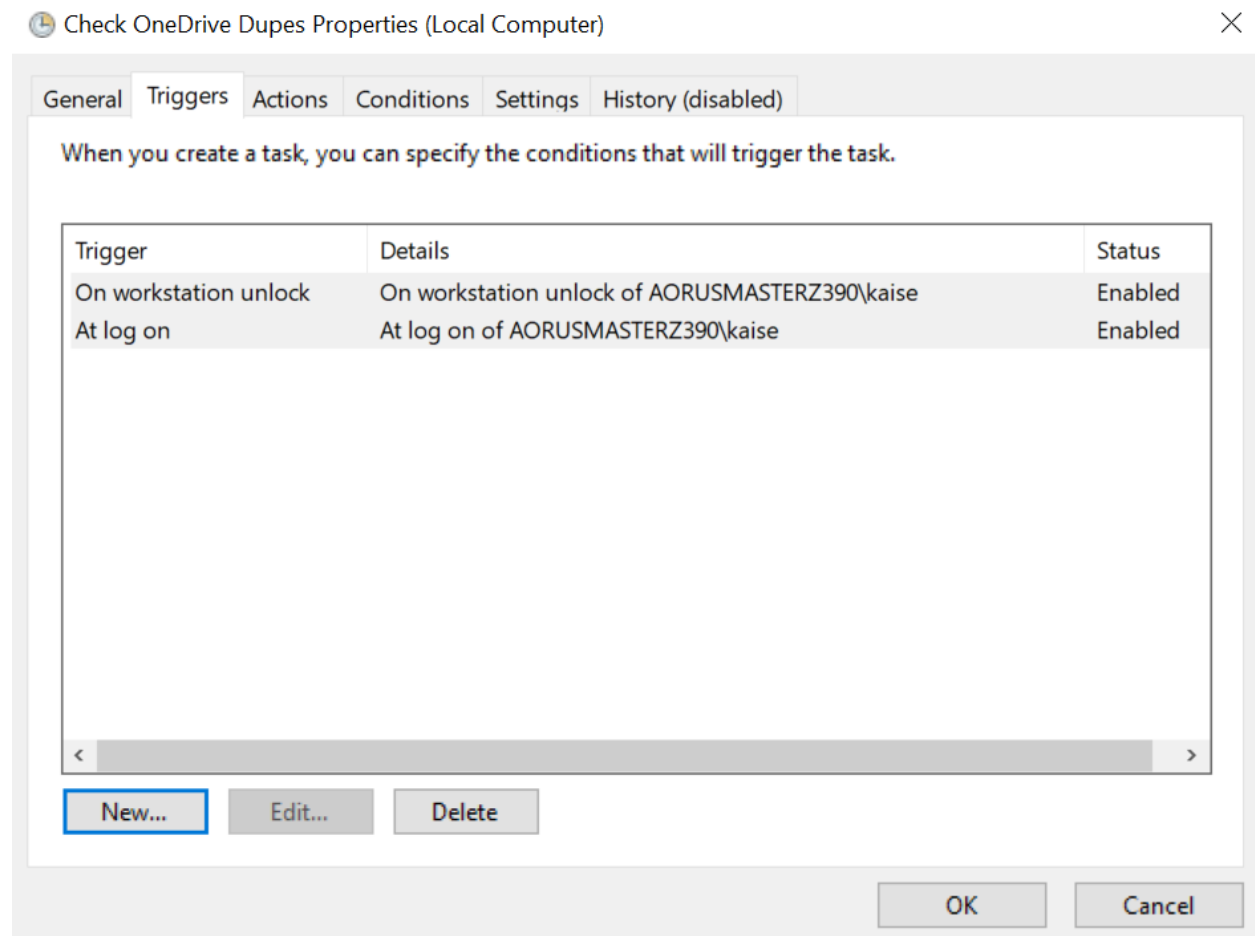 Check OneDrive Dupes Properties (Local Computer)
General Triggers Actions Conditions Settings History (disabled)
When you create a task, you can specify the conditions that will trigger the task.
Trigger Details Status
On workstation unlock On workstation unlock of AORUSMASTERZ390\kaise Enabled
At log on At log on of AORUSMASTERZ390\kaise Enabled
New... Edit... Delete
OK Cancel